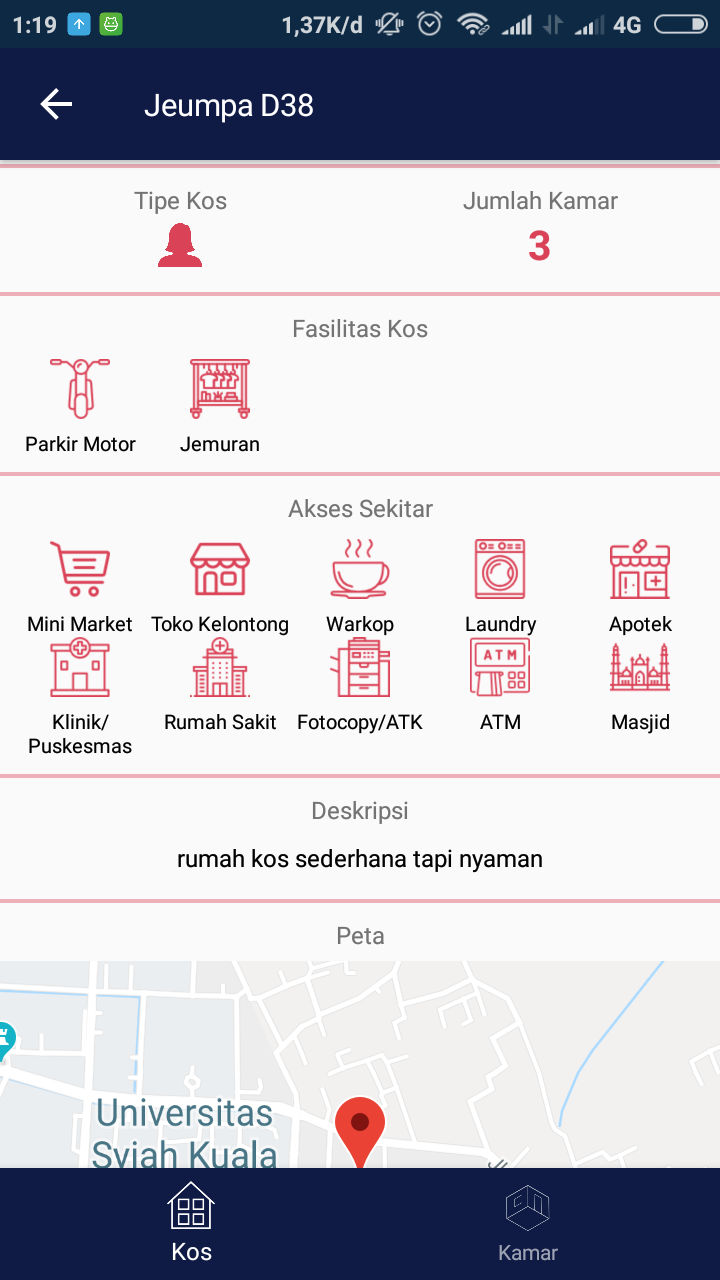 1:19 1,37K/d 4G
Jeumpa D38
Tipe Kos Jumlah Kamar
3
Fasilitas Kos
Parkir Motor Jemuran
Akses Sekitar
Mini Market Toko Kelontong Warkop Laundry Apotek
ATM
Klinik/ Rumah Sakit Fotocopy/ATK ATM Masjid
Puskesmas
Deskripsi
rumah kos sederhana tapi nyaman
Peta
Universitas
Syiah Kuala
Kos Kamar